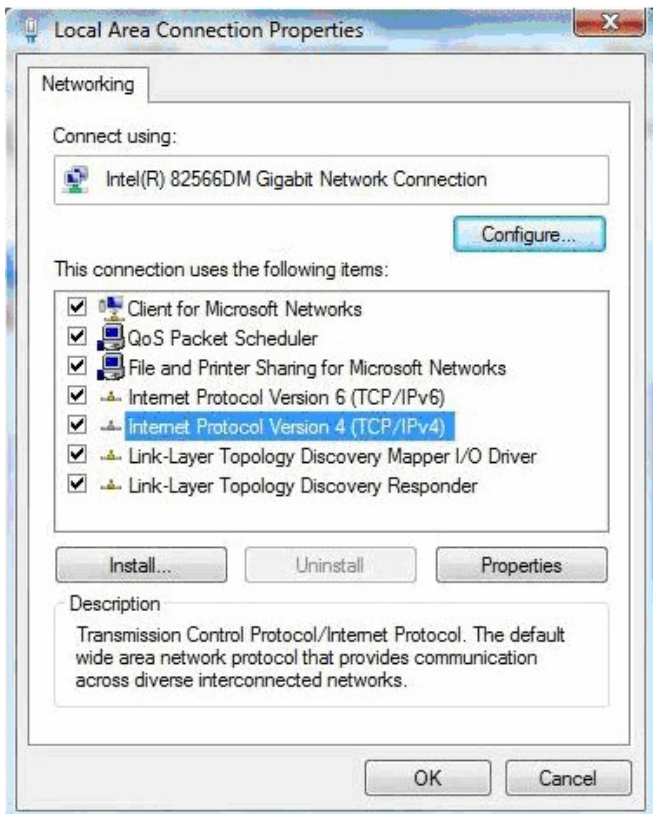 Local Area Connection Properties
Networking
Connect using:
Intel(R) 82566DM Gigabit Network Connection
Configure...
This connection uses the following items:
Client for Microsoft Networks
QoS Packet Scheduler
File and Printer Sharing for Microsoft Networks
Internet Protocol Version 6 (TCP/IPv6)
Internet Protocol Version 4 (TCP/IPv4)
Link-Layer Topology Discovery Mapper I/O Driver
Link-Layer Topology Discovery Responder
Install... Uninstall Properties
Description
Transmission Control Protocol/Internet Protocol. The default
wide area network protocol that provides communication
across diverse interconnected networks.
OK Cancel